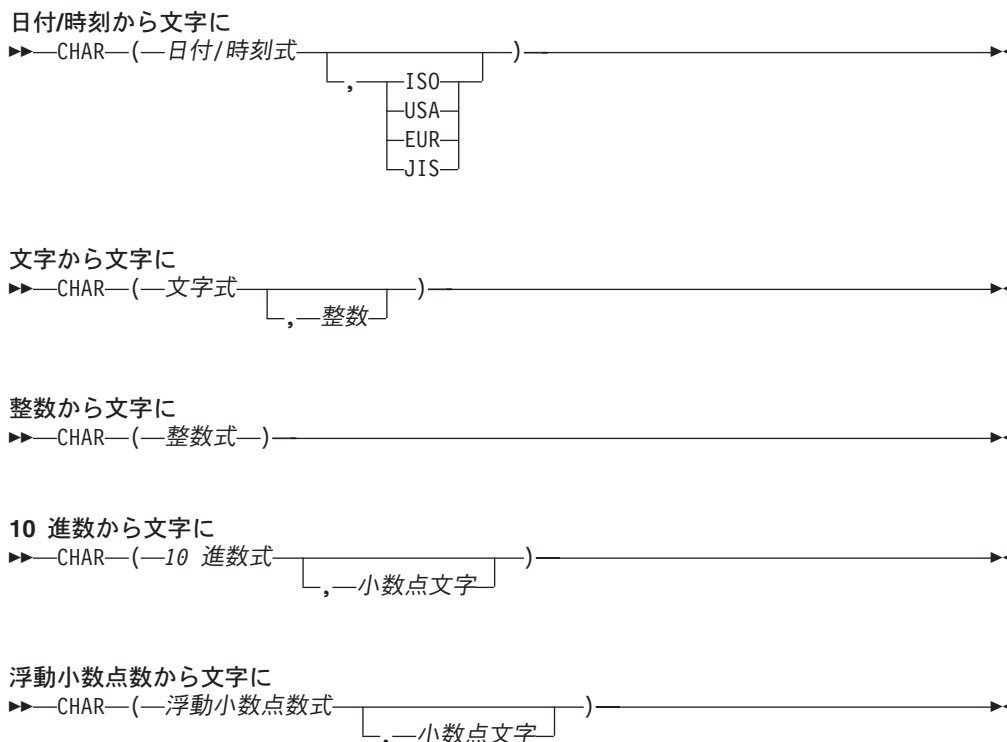 日付/時刻から文字に
CHAR ( 日付/時刻式 )
, ISO
USA
EUR
JIS
文字から文字に
CHAR ( 文字式 )
, 整数
整数から文字に
CHAR ( 整数式 )
10 進数から文字に
CHAR ( 10 進数式 )
, 小数点文字
浮動小数点数から文字に
CHAR ( 浮動小数点数式 )
, 小数点文字